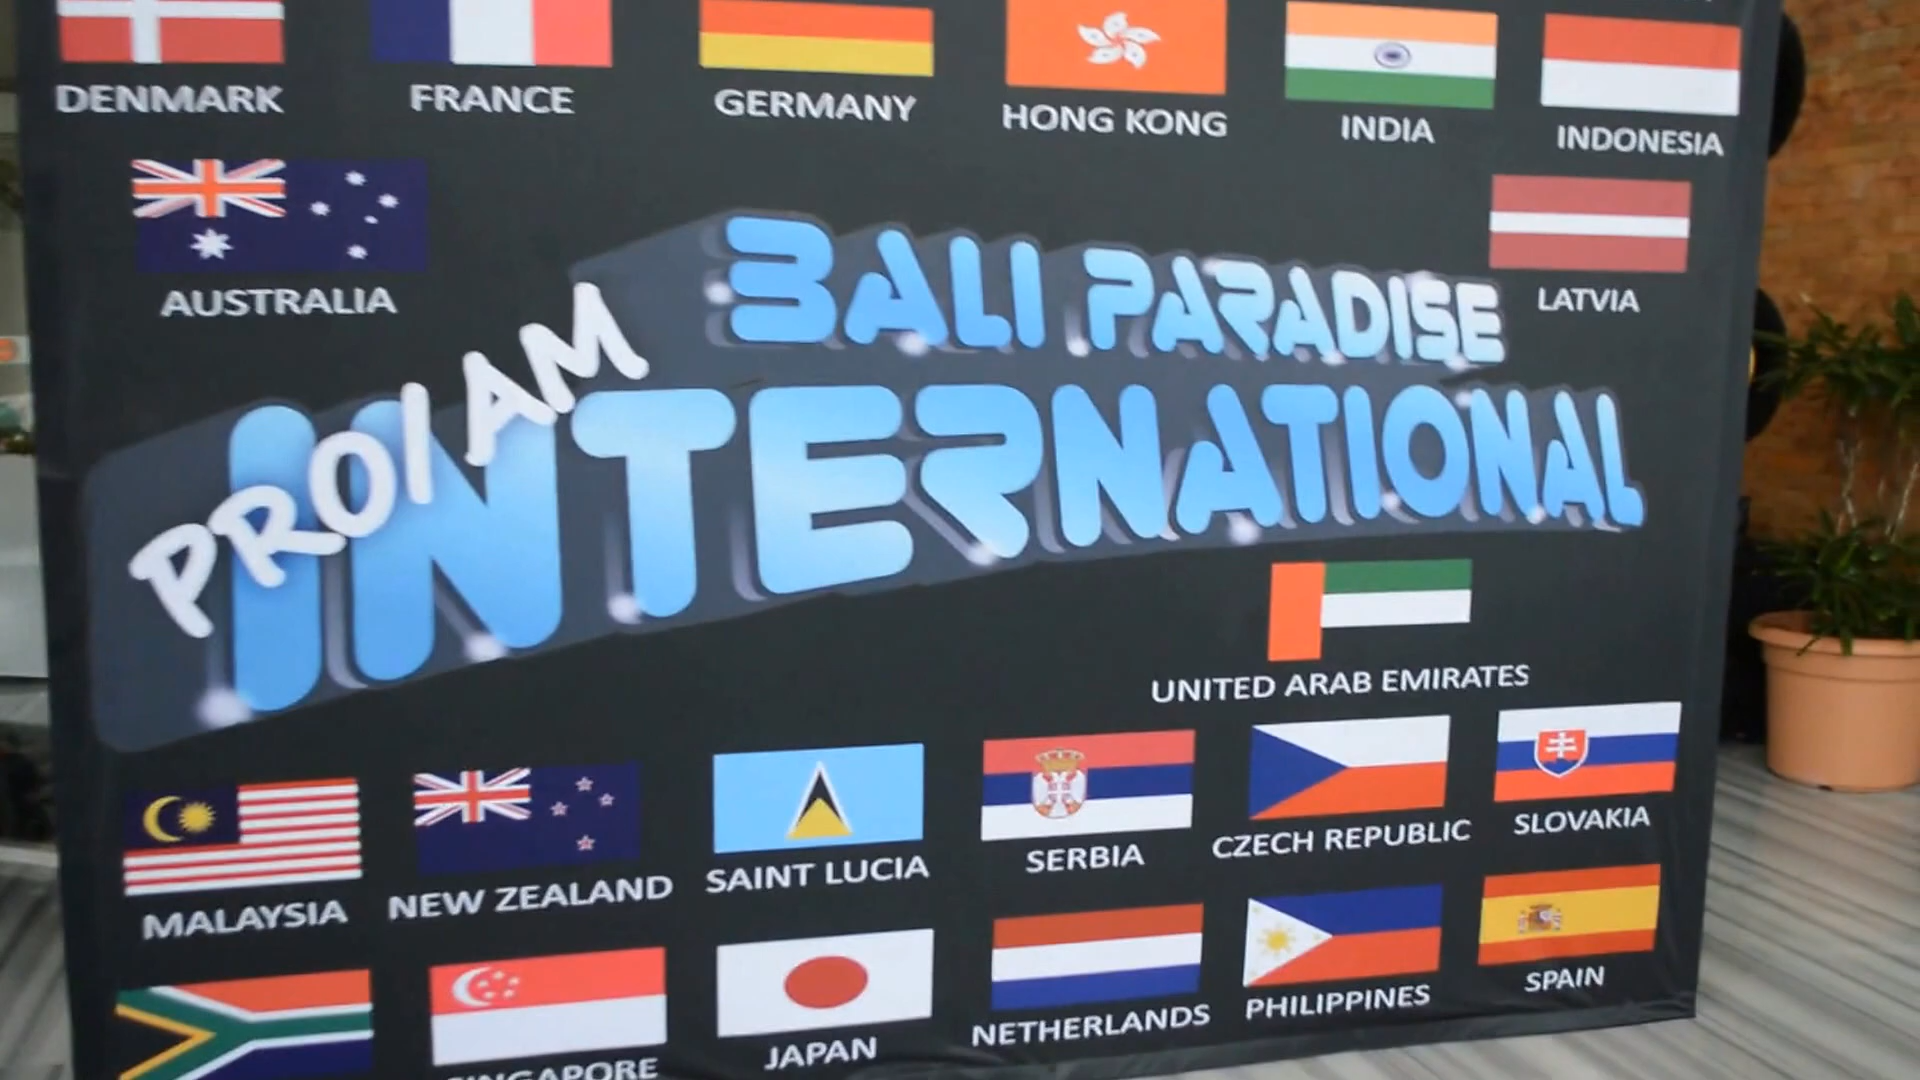 DENMARK
FRANCE
GERMANY
HONG KONG
INDIA
INDONESIA
AUSTRALIA
LATVIA
BALI PARADISE
PRO/AM
INTERNATIONAL
UNITED ARAB EMIRATES
MALAYSIA
NEW ZEALAND
SAINT LUCIA
SERBIA
CZECH REPUBLIC
SLOVAKIA
SINGAPORE
JAPAN
NETHERLANDS
PHILIPPINES
SPAIN